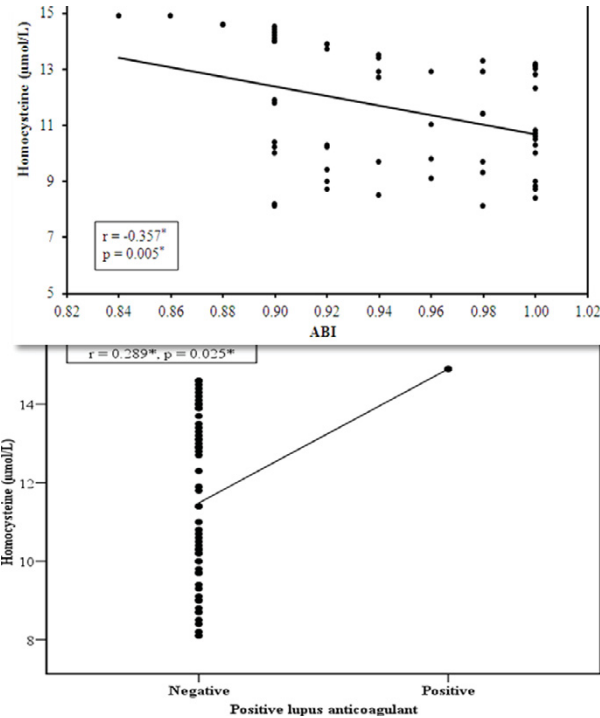 Homocysteine (μmol/L)
15
13
11
9
7
5
r = -0.357*
p = 0.005*
0.82 0.84 0.86 0.88 0.90 0.92 0.94 0.96 0.98 1.00 1.02
ABI
r = 0.289*, p = 0.025*
Homocysteine (μmol/L)
14
12
10
8
Negative Positive
Positive lupus anticoagulant